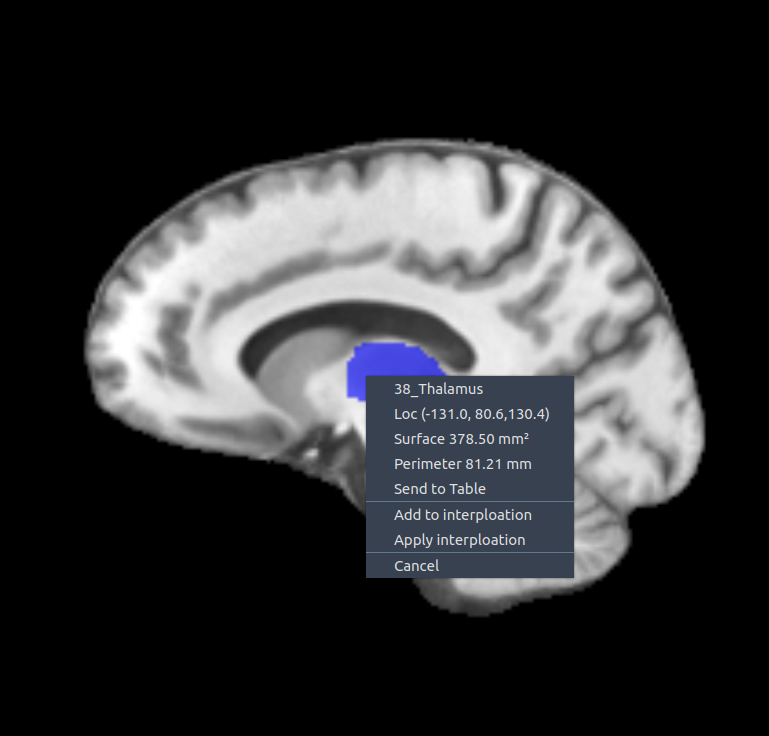 38_Thalamus
Loc (-131.0, 80.6,130.4)
Surface 378.50 mm²
Perimeter 81.21 mm
Send to Table
Add to interploation
Apply interploation
Cancel